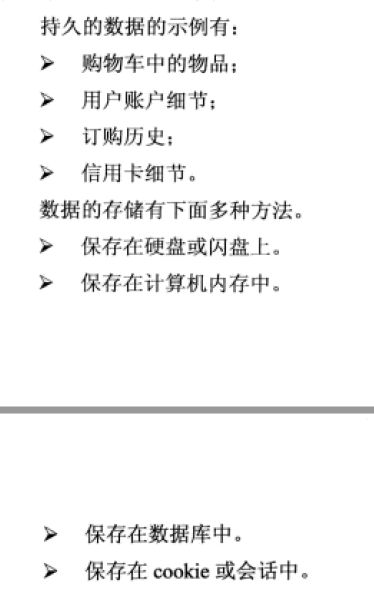 持久的数据的示例有：
➢ 购物车中的物品；
➢ 用户账户细节；
➢ 订购历史；
➢ 信用卡细节。
数据的存储有下面多种方法。
➢ 保存在硬盘或闪盘上。
➢ 保存在计算机内存中。
➢ 保存在数据库中。
➢ 保存在 cookie 或会话中。